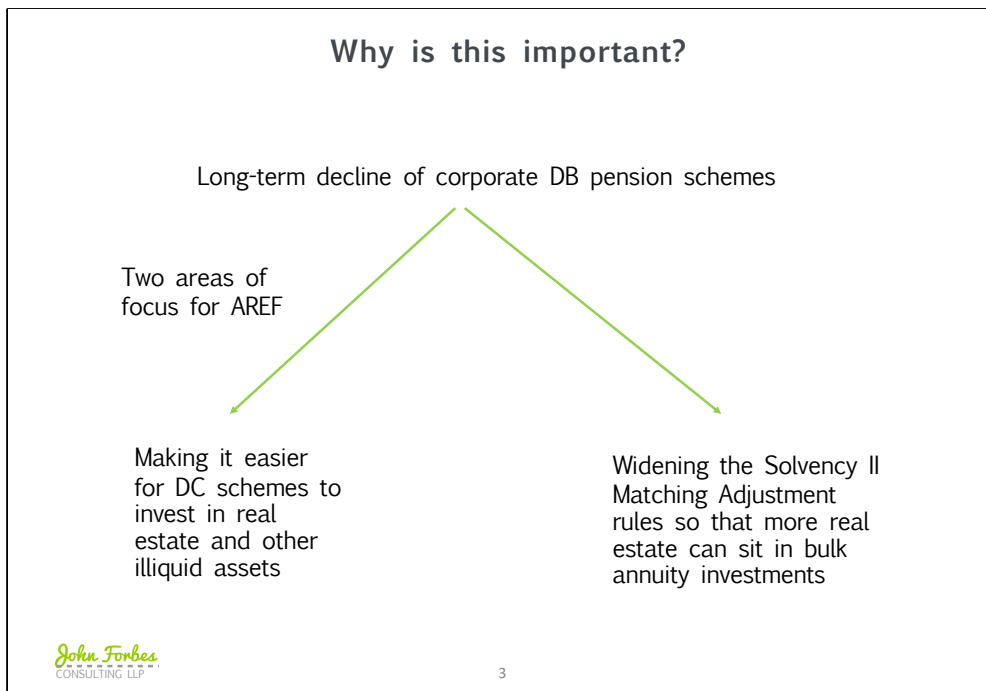 Why is this important?
Long-term decline of corporate DB pension schemes
Two areas of
focus for AREF
Making it easier
for DC schemes to
invest in real
estate and other
illiquid assets
Widening the Solvency II
Matching Adjustment
rules so that more real
estate can sit in bulk
annuity investments
John Forbes
CONSULTING LLP
3